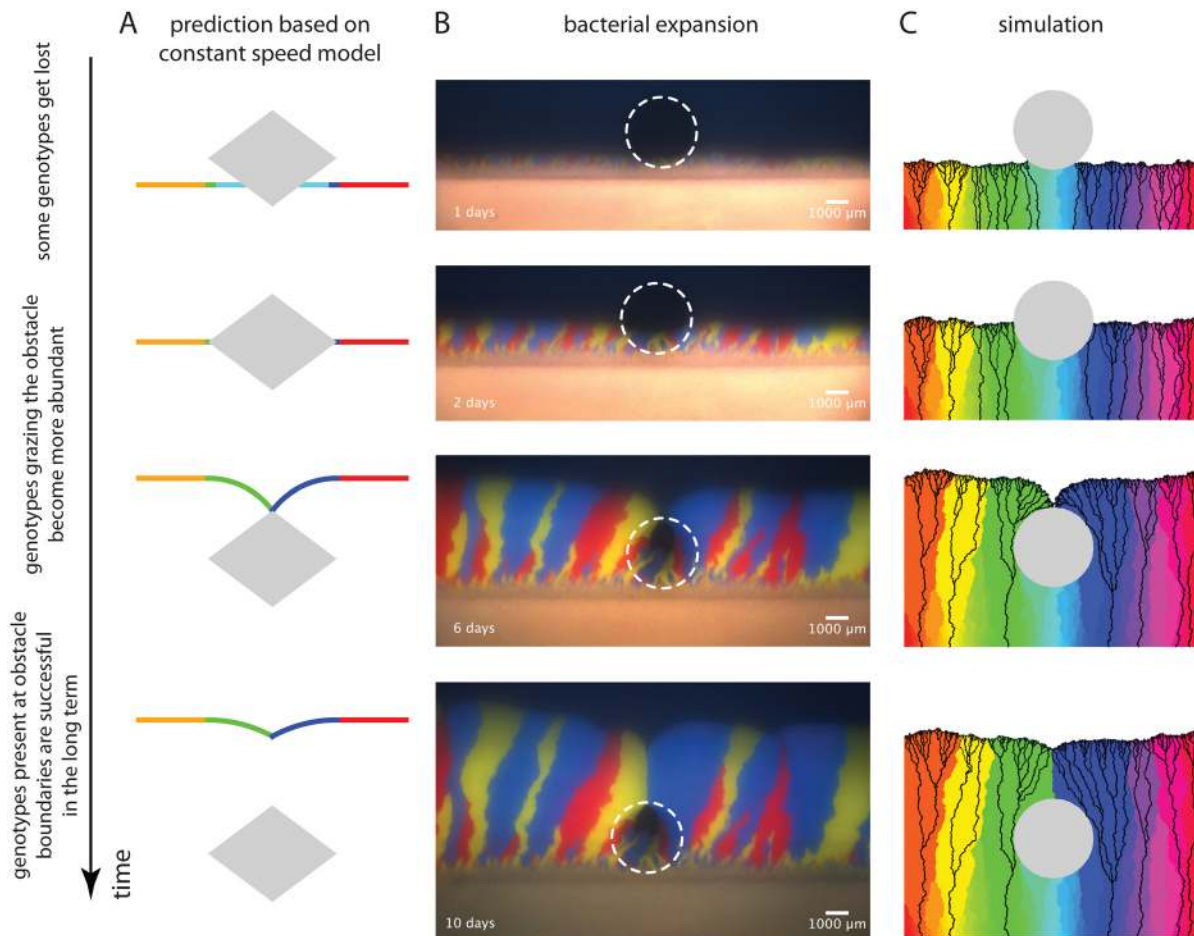 A
prediction based on
constant speed model
B
bacterial expansion
C
simulation
some genotypes get lost
genotypes grazing the obstacle
become more abundant
genotypes present at obstacle
boundaries are successful
in the long term
time
1 days
1000 µm
2 days
1000 µm
6 days
1000 µm
10 days
1000 µm